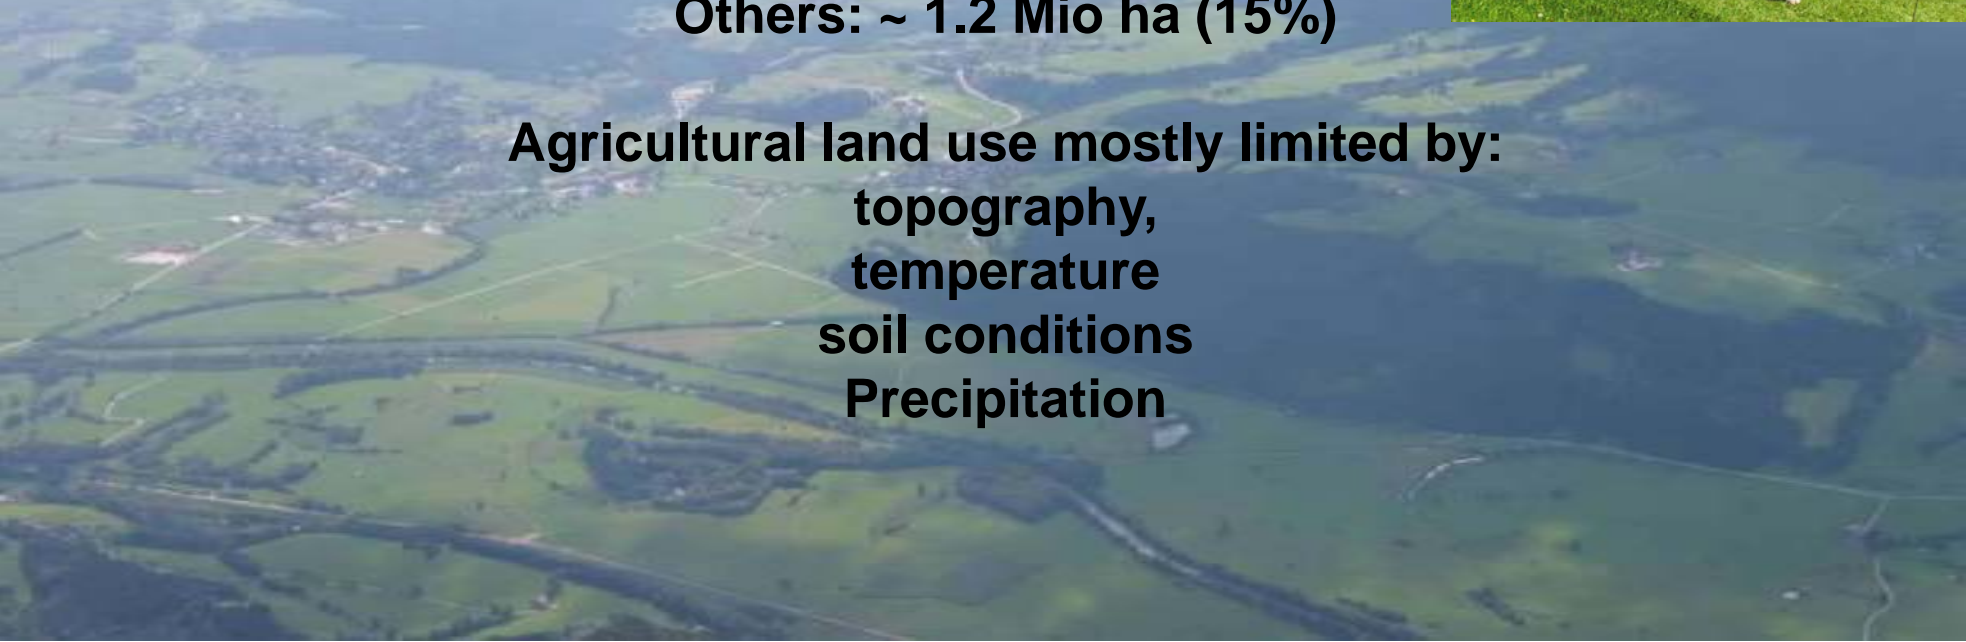 Others: ~ 1.2 Mio ha (15%)
Agricultural land use mostly limited by:
topography,
temperature
soil conditions
Precipitation